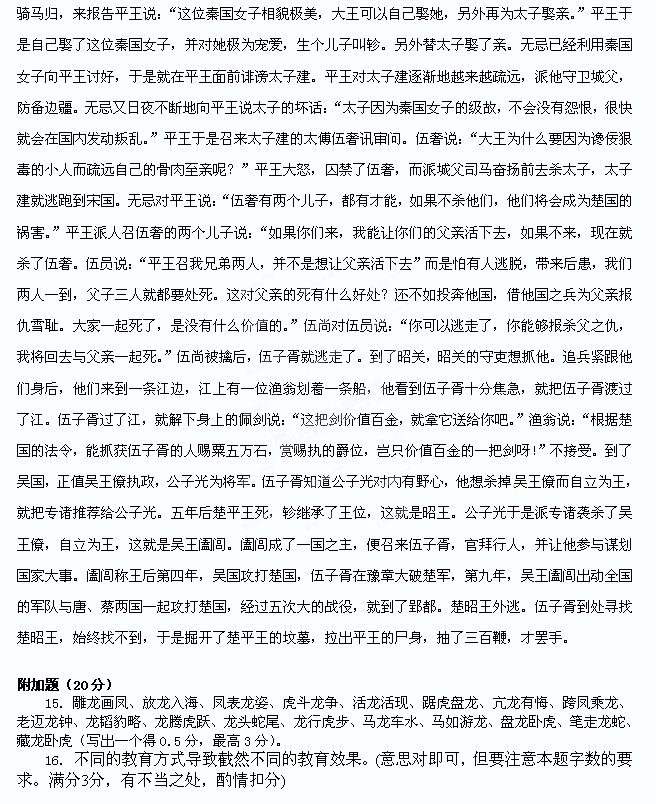 骑马归，来报告平王说：“这位秦国女子相貌极美，大王可以自己娶她，另外再为太子娶亲。”平王于
是自己娶了这位秦国女子，并对她极为宠爱，生个儿子叫轸。另外替太子娶了亲。无忌已经利用秦国
女子向平王讨好，于是就在平王面前诽谤太子建。平王对太子建逐渐地越来越疏远，派他守卫城父，
防备边疆。无忌又日夜不断地向平王说太子的坏话：“太子因为秦国女子的级故，不会没有怨恨，很快
就会在国内发动叛乱。”平王于是召来太子建的太傅伍奢讯审问。伍奢说：“大王为什么要因为谗佞狠
毒的小人而疏远自己的骨肉至亲呢？”平王大怒，囚禁了伍奢，而派城父司马奋扬前去杀太子，太子
建就逃跑到宋国。无忌对平王说：“伍奢有两个儿子，都有才能，如果不杀他们，他们将会成为楚国的
祸害。”平王派人召伍奢的两个儿子说：“如果你们来，我能让你们的父亲活下去，如果不来，现在就
杀了伍奢。伍员说：“平王召我兄弟两人，并不是想让父亲活下去”而是怕有人逃脱，带来后患，我们
两人一到，父子三人就都要处死。这对父亲的死有什么好处？还不如投奔他国，借他国之兵为父亲报
仇雪耻。大家一起死了，是没有什么价值的。”伍尚对伍员说：“你可以逃走了，你能够报杀父之仇，
我将回去与父亲一起死。”伍尚被擒后，伍子胥就逃走了。到了昭关，昭关的守吏想抓他。追兵紧跟他
们身后，他们来到一条江边，江上有一位渔翁划着一条船，他看到伍子胥十分焦急，就把伍子胥渡过
了江。伍子胥过了江，就解下身上的佩剑说：“这把剑价值百金，就拿它送给你吧。”渔翁说：“根据楚
国的法令，能抓获伍子胥的人赐粟五万石，赏赐执的爵位，岂只价值百金的一把剑呀！”不接受。到了
吴国，正值吴王僚执政，公子光为将军。伍子胥知道公子光对内有野心，他想杀掉吴王僚而自立为王，
就把专诸推荐给公子光。五年后楚平王死，轸继承了王位，这就是昭王。公子光于是派专诸袭杀了吴
王僚，自立为王，这就是吴王阖闾。阖闾成了一国之主，便召来伍子胥，官拜行人，并让他参与谋划
国家大事。阖闾称王后第四年，吴国攻打楚国，伍子胥在豫章大破楚军，第九年，吴王阖闾出动全国
的军队与唐、蔡两国一起攻打楚国，经过五次大的战役，就到了郢都。楚昭王外逃。伍子胥到处寻找
楚昭王，始终找不到，于是掘开了楚平王的坟墓，拉出平王的尸身，抽了三百鞭，才罢手。
附加题（20分）
15. 雕龙画凤、放龙入海、凤表龙姿、虎斗龙争、活龙活现、踞虎盘龙、亢龙有悔、跨凤乘龙、
老迈龙钟、龙韬豹略、龙腾虎跃、龙头蛇尾、龙行虎步、马龙车水、马如游龙、盘龙卧虎、笔走龙蛇、
藏龙卧虎（写出一个得0.5分，最高3分）。
16. 不同的教育方式导致截然不同的教育效果。(意思对即可，但要注意本题字数的要
求。满分3分，有不当之处，酌情扣分)